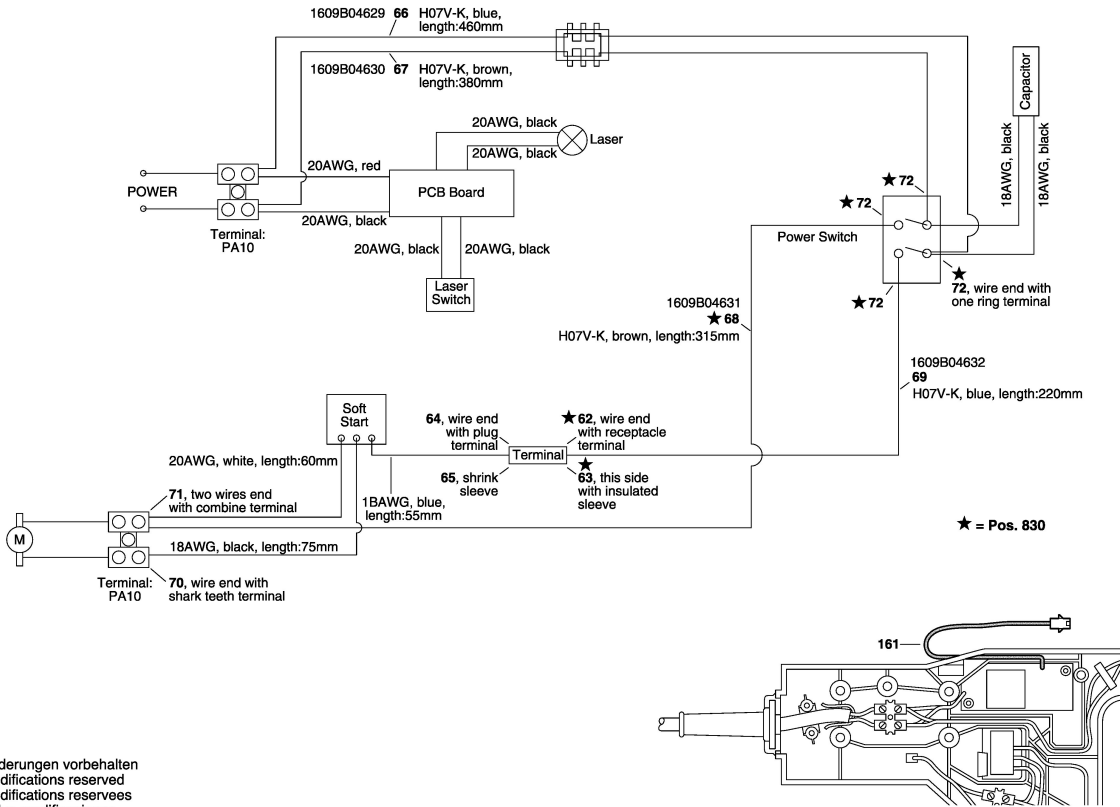 1609B04629 66 H07V-K, blue,
length:460mm
1609B04630 67 H07V-K, brown,
length:380mm
Capacitor
20AWG, black
Laser
20AWG, black
18AWG, black
18AWG, black
20AWG, red
PCB Board
POWER
★ 72
★ 72
20AWG, black
Terminal:
PA10
Power Switch
20AWG, black
20AWG, black
★
72, wire end with
one ring terminal
Laser
Switch
★ 72
1609B04631
★ 68
H07V-K, brown, length:315mm
1609B04632
69
H07V-K, blue, length:220mm
Soft
Start
64, wire end
with plug
terminal
★ 62, wire end
with receptacle
terminal
20AWG, white, length:60mm
Terminal
★
65, shrink
sleeve
63, this side
with insulated
sleeve
71, two wires end
with combine terminal
1BAWG, blue,
length:55mm
★ = Pos. 830
M
18AWG, black, length:75mm
Terminal:
PA10
70, wire end with
shark teeth terminal
161
derungen vorbehalten
difications reserved
difications reservees